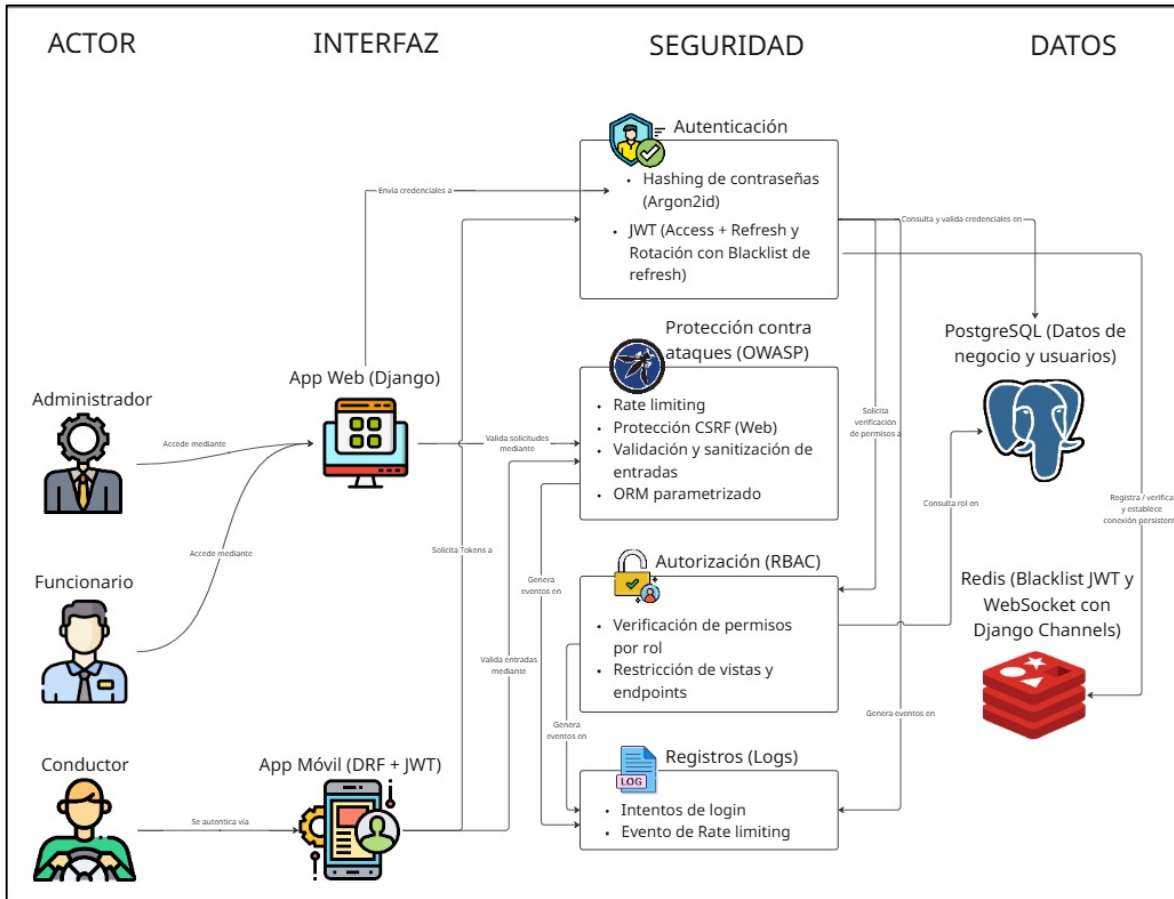 ACTOR
INTERFAZ
SEGURIDAD
DATOS
Autenticación
• Hashing de contraseñas
(Argon2id)
• JWT (Access + Refresh y
Rotación con Blacklist de
refresh)
Envía credenciales a
Consulta y valida credenciales en
Protección contra
ataques (OWASP)
• Rate limiting
• Protección CSRF (Web)
• Validación y sanitización de
entradas
• ORM parametrizado
PostgreSQL (Datos de
negocio y usuarios)
App Web (Django)
Administrador
Accede mediante
Valida solicitudes
mediante
Solicita
verificación
de permisos a
Registra / verifica
y establece
conexión persistent
Consulta rol en
Accede mediante
Solicita Tokens a
Genera
eventos en
Autorización (RBAC)
• Verificación de permisos
por rol
• Restricción de vistas y
endpoints
Funcionario
Redis (Blacklist JWT y
WebSocket con
Django Channels)
Valida entradas
mediante
Genera
eventos en
Genera eventos en
Conductor
Se autentica vía
App Móvil (DRF + JWT)
Registros (Logs)
LOG
• Intentos de login
• Evento de Rate limiting